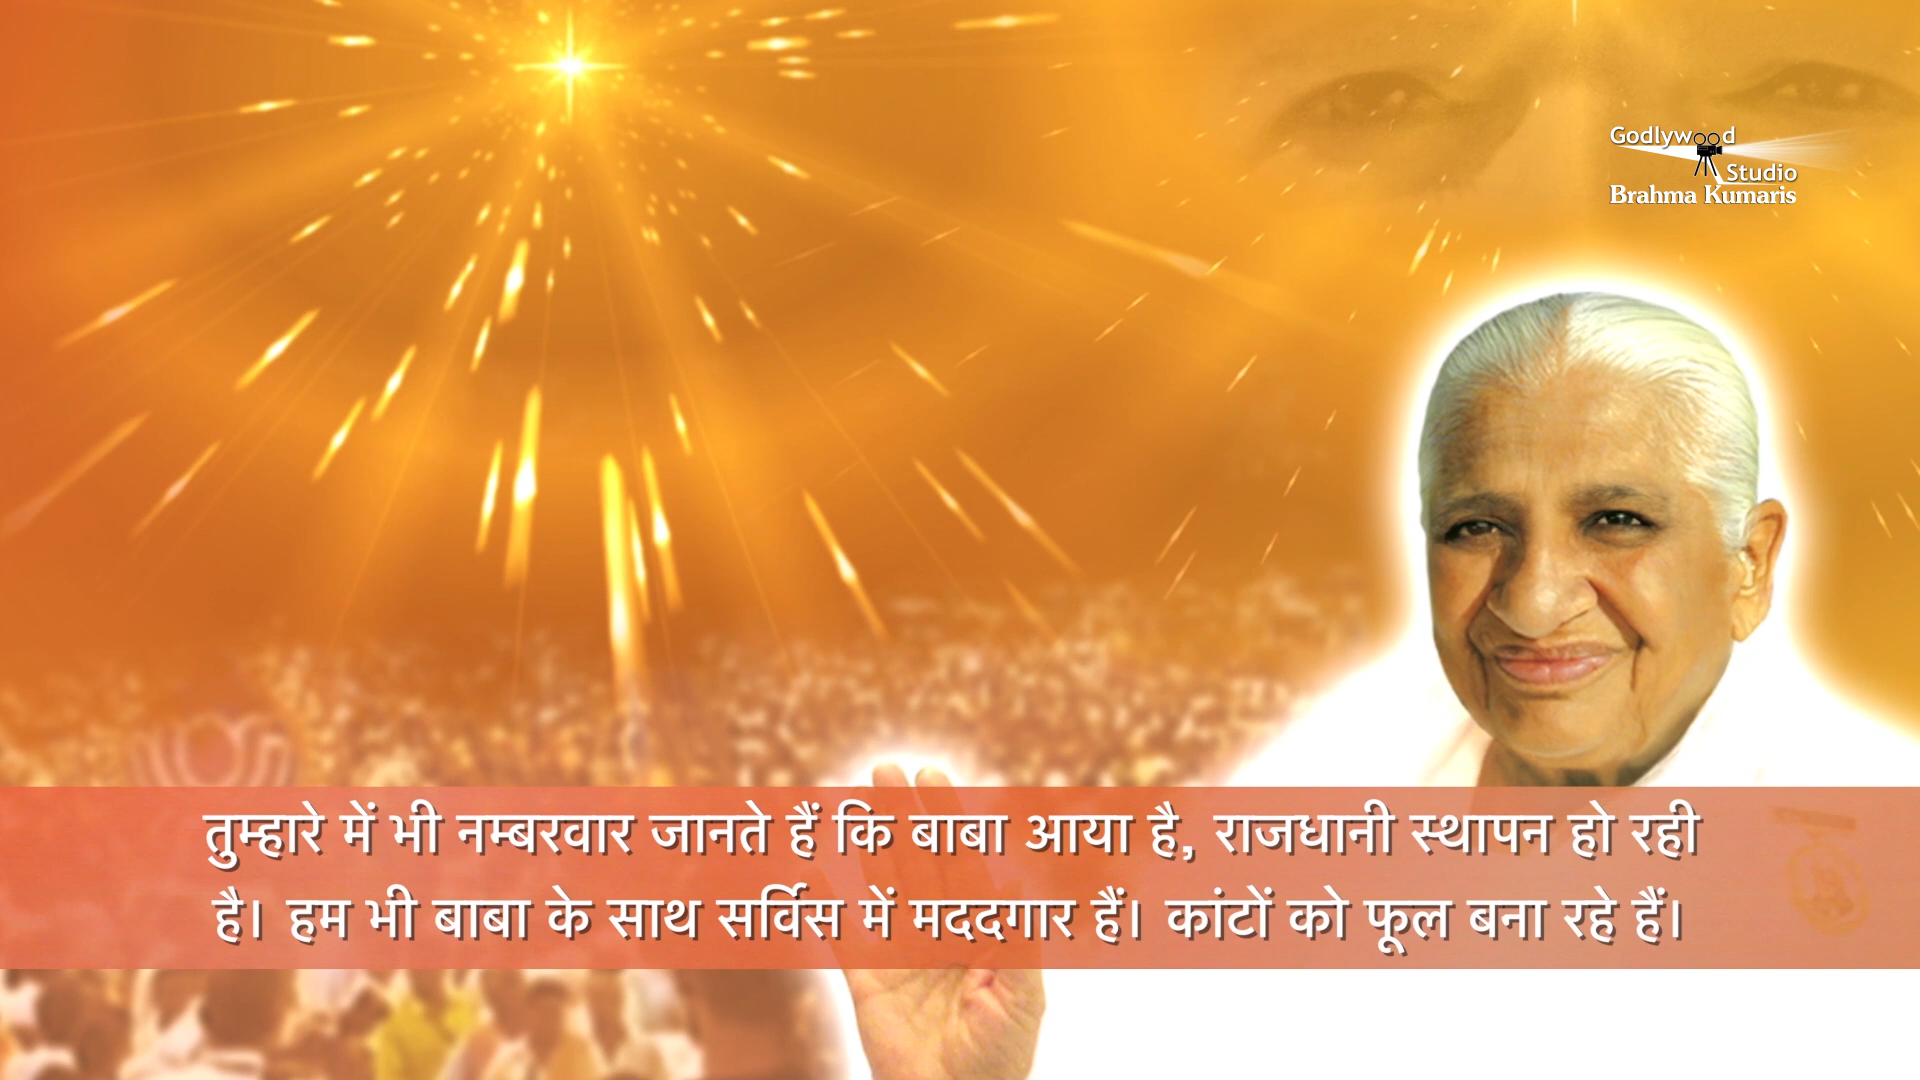 Godlywood
Studio
Brahma Kumaris
तुम्हारे में भी नम्बरवार जानते हैं कि बाबा आया है, राजधानी स्थापन हो रही
है। हम भी बाबा के साथ सर्विस में मददगार हैं। कांटों को फूल बना रहे हैं।